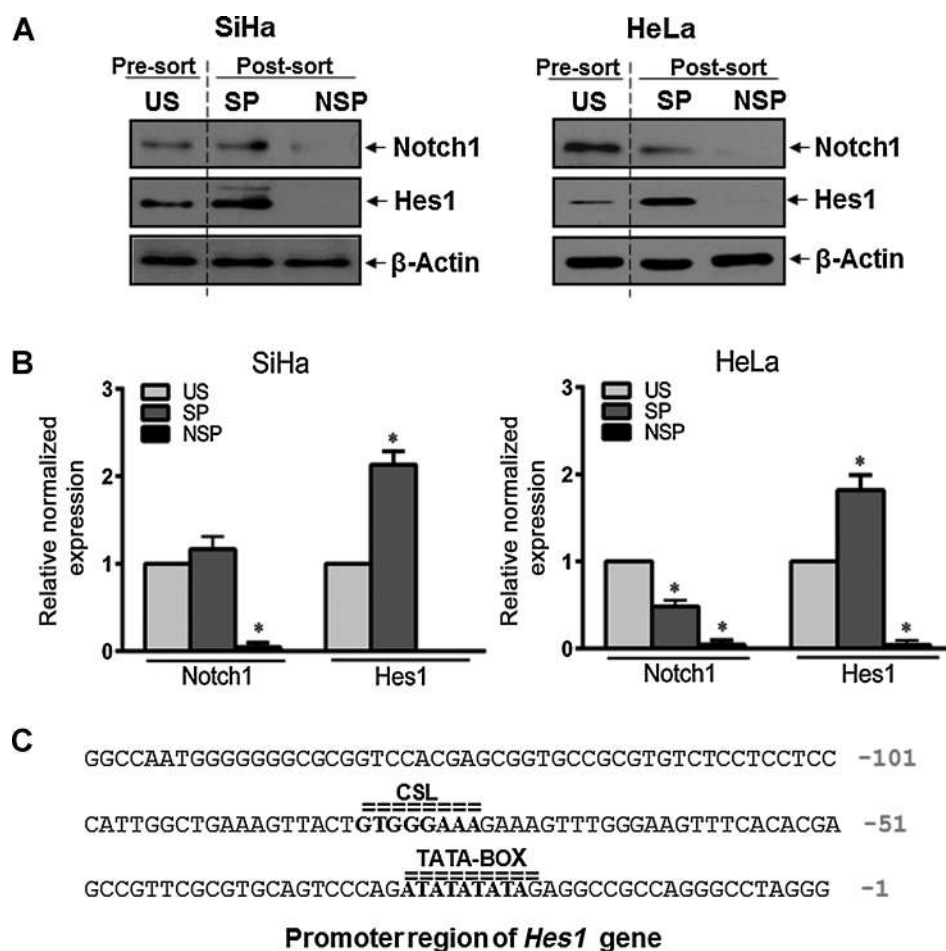 A
SiHa
Pre-sort Post-sort
US SP NSP
Notch1
Hes1
β-Actin
HeLa
Pre-sort Post-sort
US SP NSP
Notch1
Hes1
β-Actin
B
SiHa
Relative normalized
expression
3
2
1
0
US
SP
NSP
*
*
Notch1 Hes1
HeLa
Relative normalized
expression
3
2
1
0
US
SP
NSP
*
*
*
*
Notch1 Hes1
C
GGCCAATGGGGGGGCGCGGTCCACGAGCGGTGCCGCGTGTCTCCTCCTCC -101
CSL
========
CATTGGCTGAAAGTTACTGTGGGAAAGAAAGTTTGGGAAGTTTCACACGA -51
TATA-BOX
=========
GCCGTTCGCGTGCAGTCCCAGATATATATAGAGGCCGCCAGGGCCTAGGG -1
Promoter region of Hes1 gene